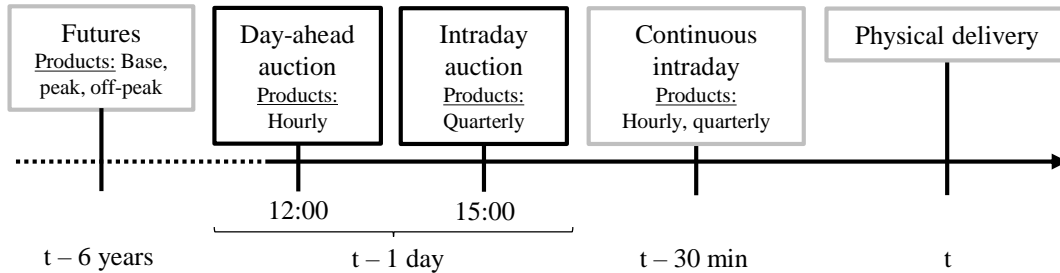 Futures
Products: Base,
peak, off-peak
Day-ahead
auction
Products:
Hourly
Intraday
auction
Products:
Quarterly
Continuous
intraday
Products:
Hourly, quarterly
Physical delivery
12:00
15:00
t – 6 years
t – 1 day
t – 30 min
t